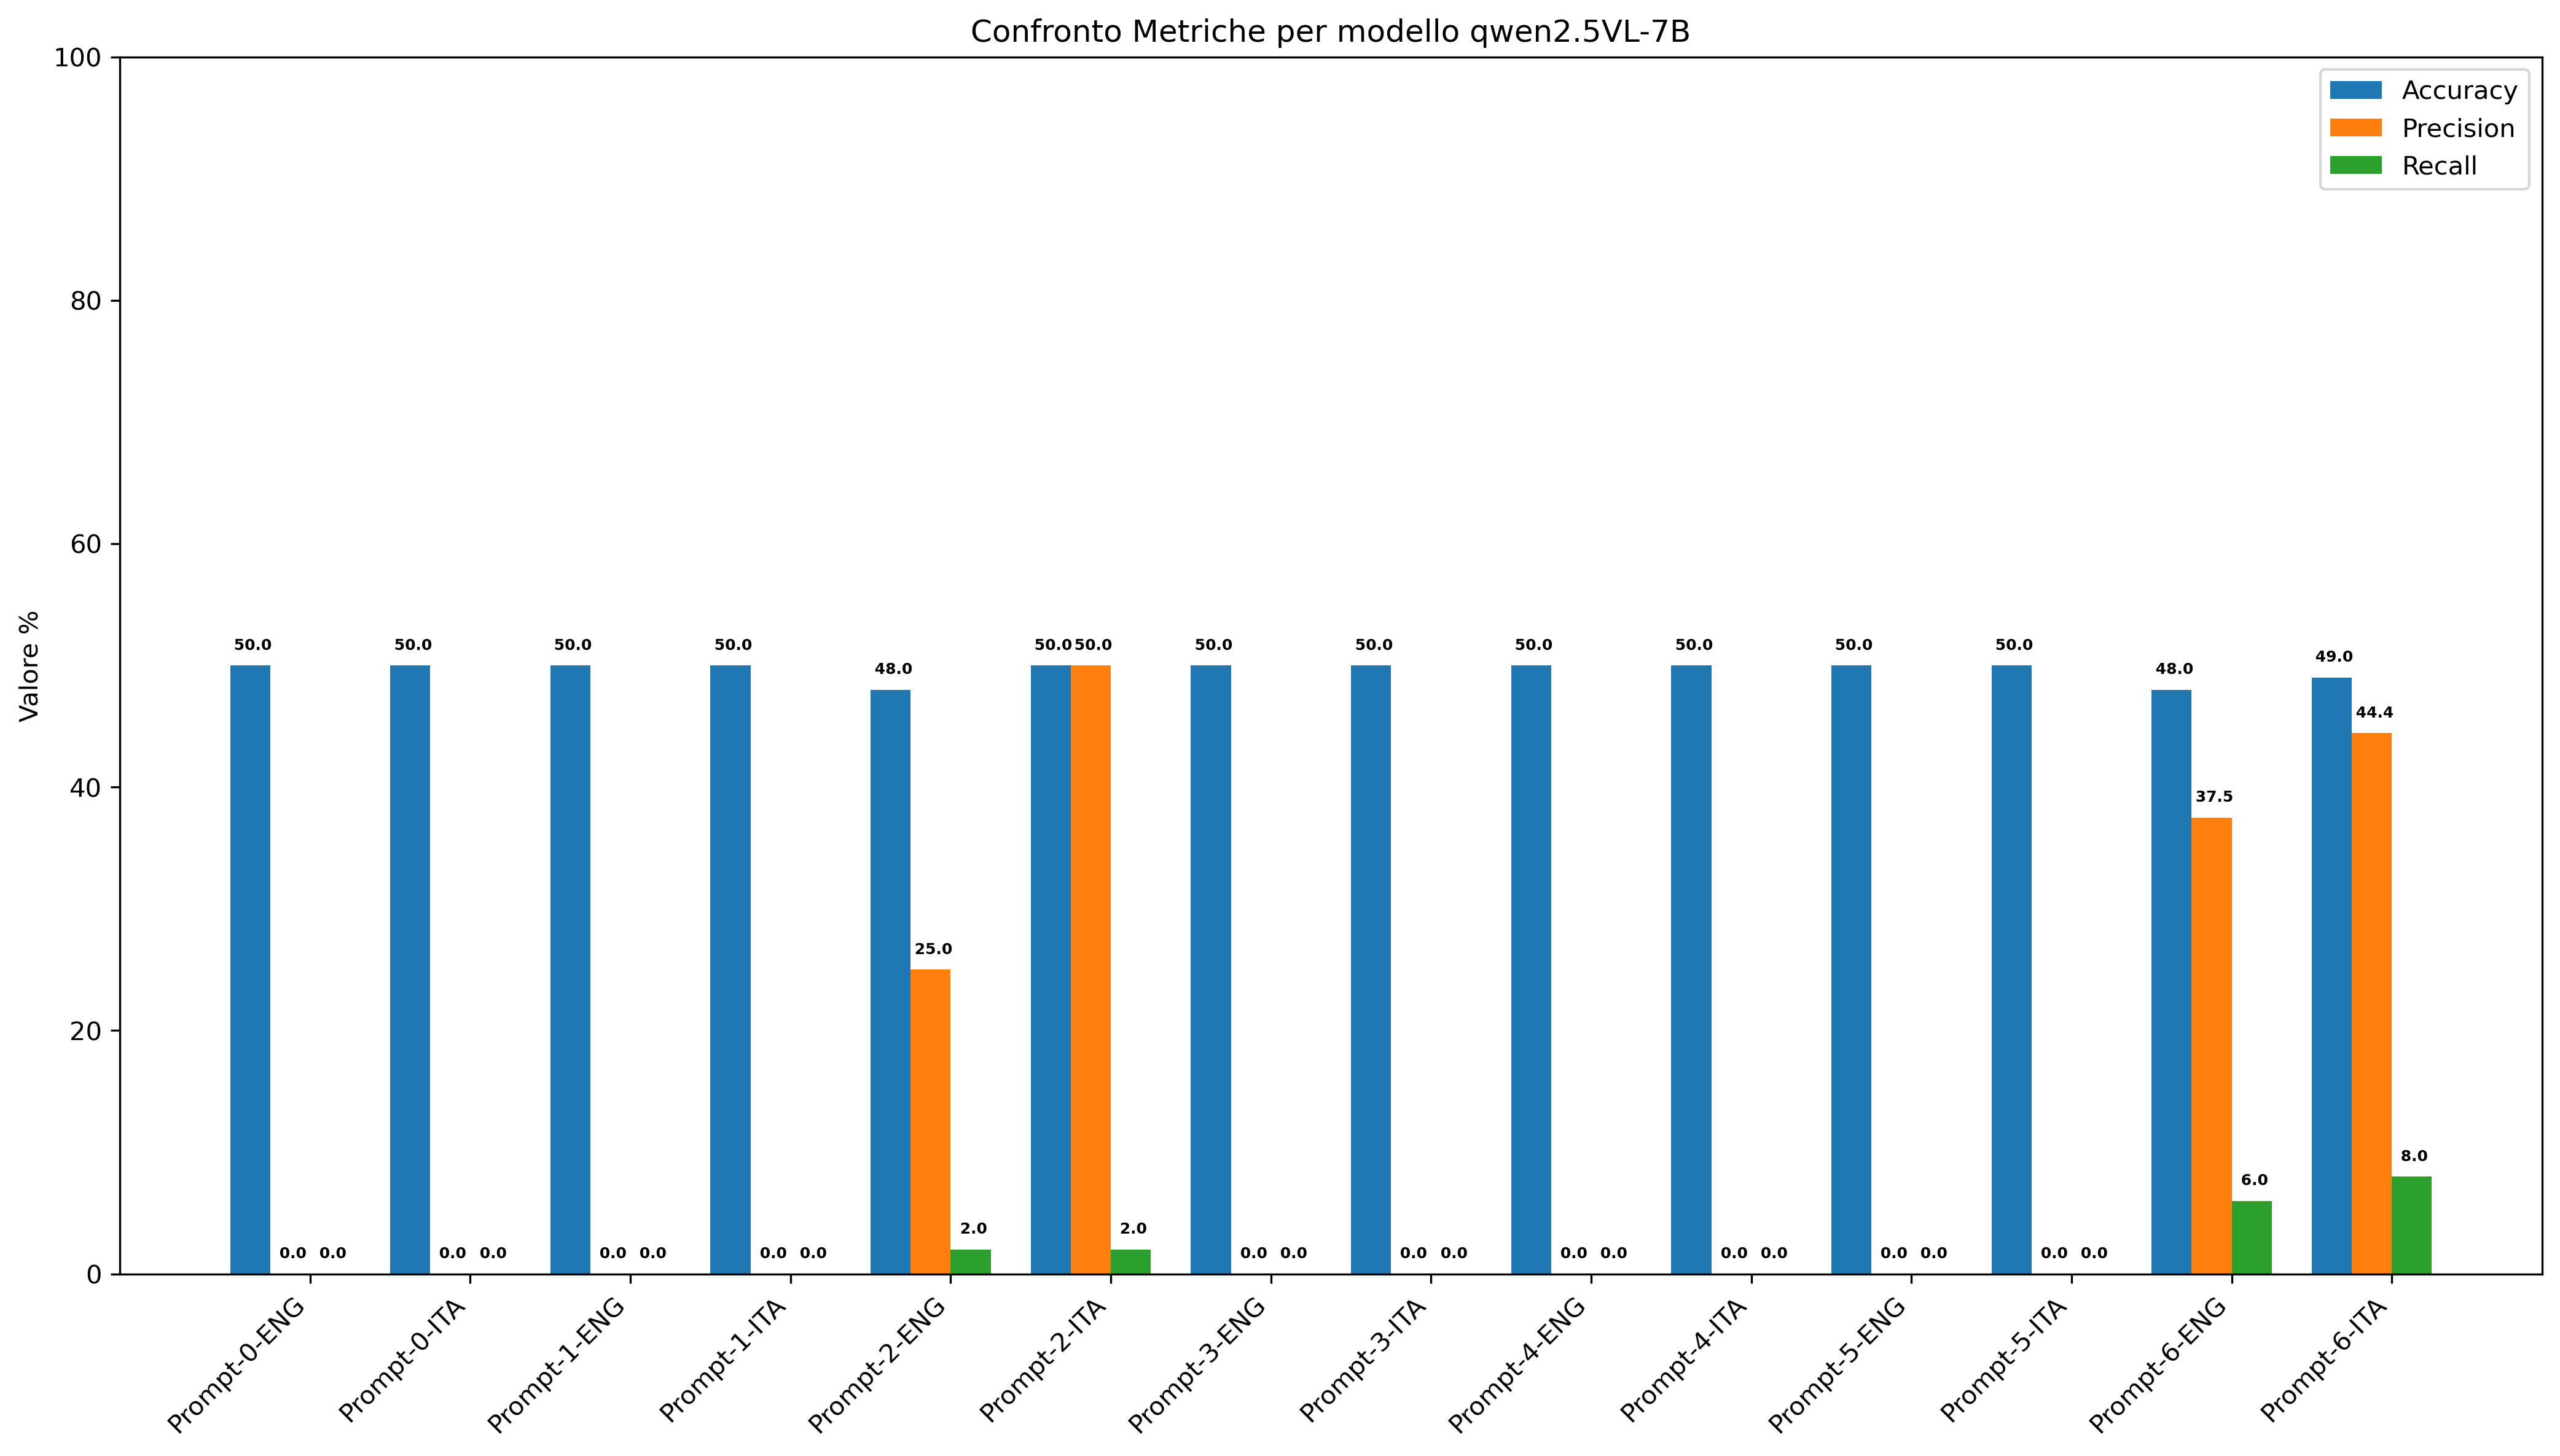 Confronto Metriche per modello qwen2.5VL-7B
100
80
60
40
20
0
Valore %
Accuracy
Precision
Recall
50.0 0.0 0.0
50.0 0.0 0.0
50.0 0.0 0.0
50.0 0.0 0.0
48.0 25.0 2.0
50.0 50.0 2.0
50.0 0.0 0.0
50.0 0.0 0.0
50.0 0.0 0.0
50.0 0.0 0.0
50.0 0.0 0.0
50.0 0.0 0.0
48.0 37.5 6.0
49.0 44.4 8.0
Prompt-0-ENG
Prompt-0-ITA
Prompt-1-ENG
Prompt-1-ITA
Prompt-2-ENG
Prompt-2-ITA
Prompt-3-ENG
Prompt-3-ITA
Prompt-4-ENG
Prompt-4-ITA
Prompt-5-ENG
Prompt-5-ITA
Prompt-6-ENG
Prompt-6-ITA